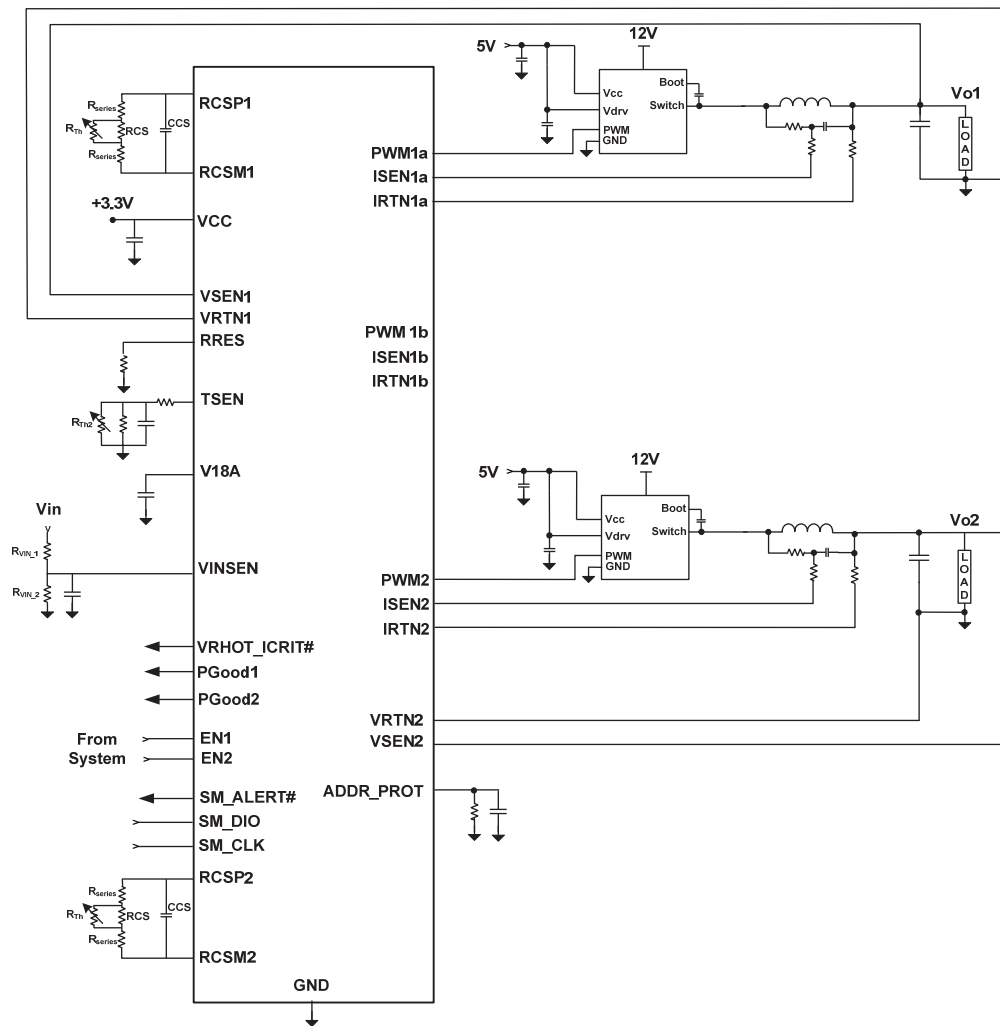 RCSP1
Rseries
RTh
RCS
CCS
Rseries
RCSM1
+3.3V
VCC
VSEN1
VRTN1
RRES
TSEN
RTh2
V18A
Vin
RVIN_1
VINSEN
RVIN_2
VRHOT_ICRIT#
PGood1
PGood2
From
System
EN1
EN2
SM_ALERT#
SM_DIO
SM_CLK
RCSP2
Rseries
RTh
RCS
CCS
Rseries
RCSM2
GND
PWM1a
ISEN1a
IRTN1a
PWM1b
ISEN1b
IRTN1b
PWM2
ISEN2
IRTN2
VRTN2
VSEN2
ADDR_PROT
5V
12V
Boot
Vcc
Switch
Vdrv
PWM
GND
Vo1
LOAD
5V
12V
Boot
Vcc
Switch
Vdrv
PWM
GND
Vo2
LOAD